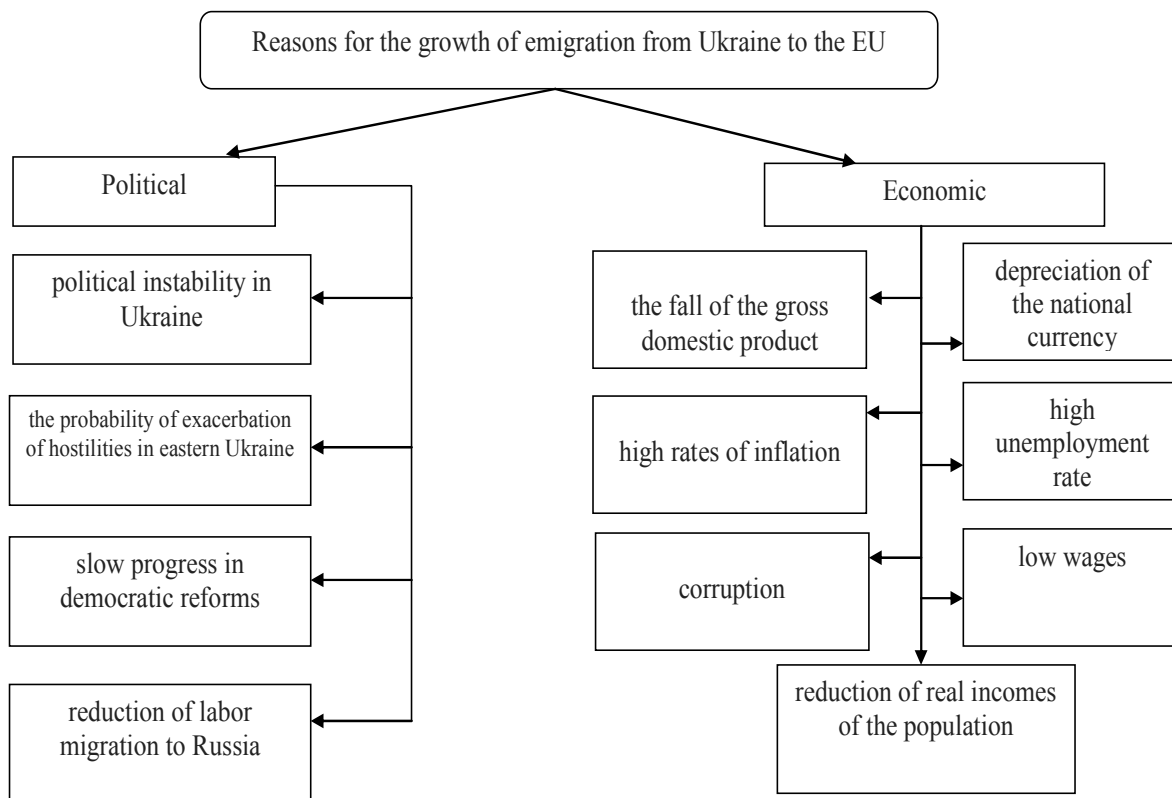 Reasons for the growth of emigration from Ukraine to the EU
Political
political instability in
Ukraine
the probability of exacerbation
of hostilities in eastern Ukraine
slow progress in
democratic reforms
reduction of labor
migration to Russia
Economic
the fall of the gross
domestic product
depreciation of
the national
currency
high rates of inflation
high
unemployment
rate
corruption
low wages
reduction of real incomes
of the population